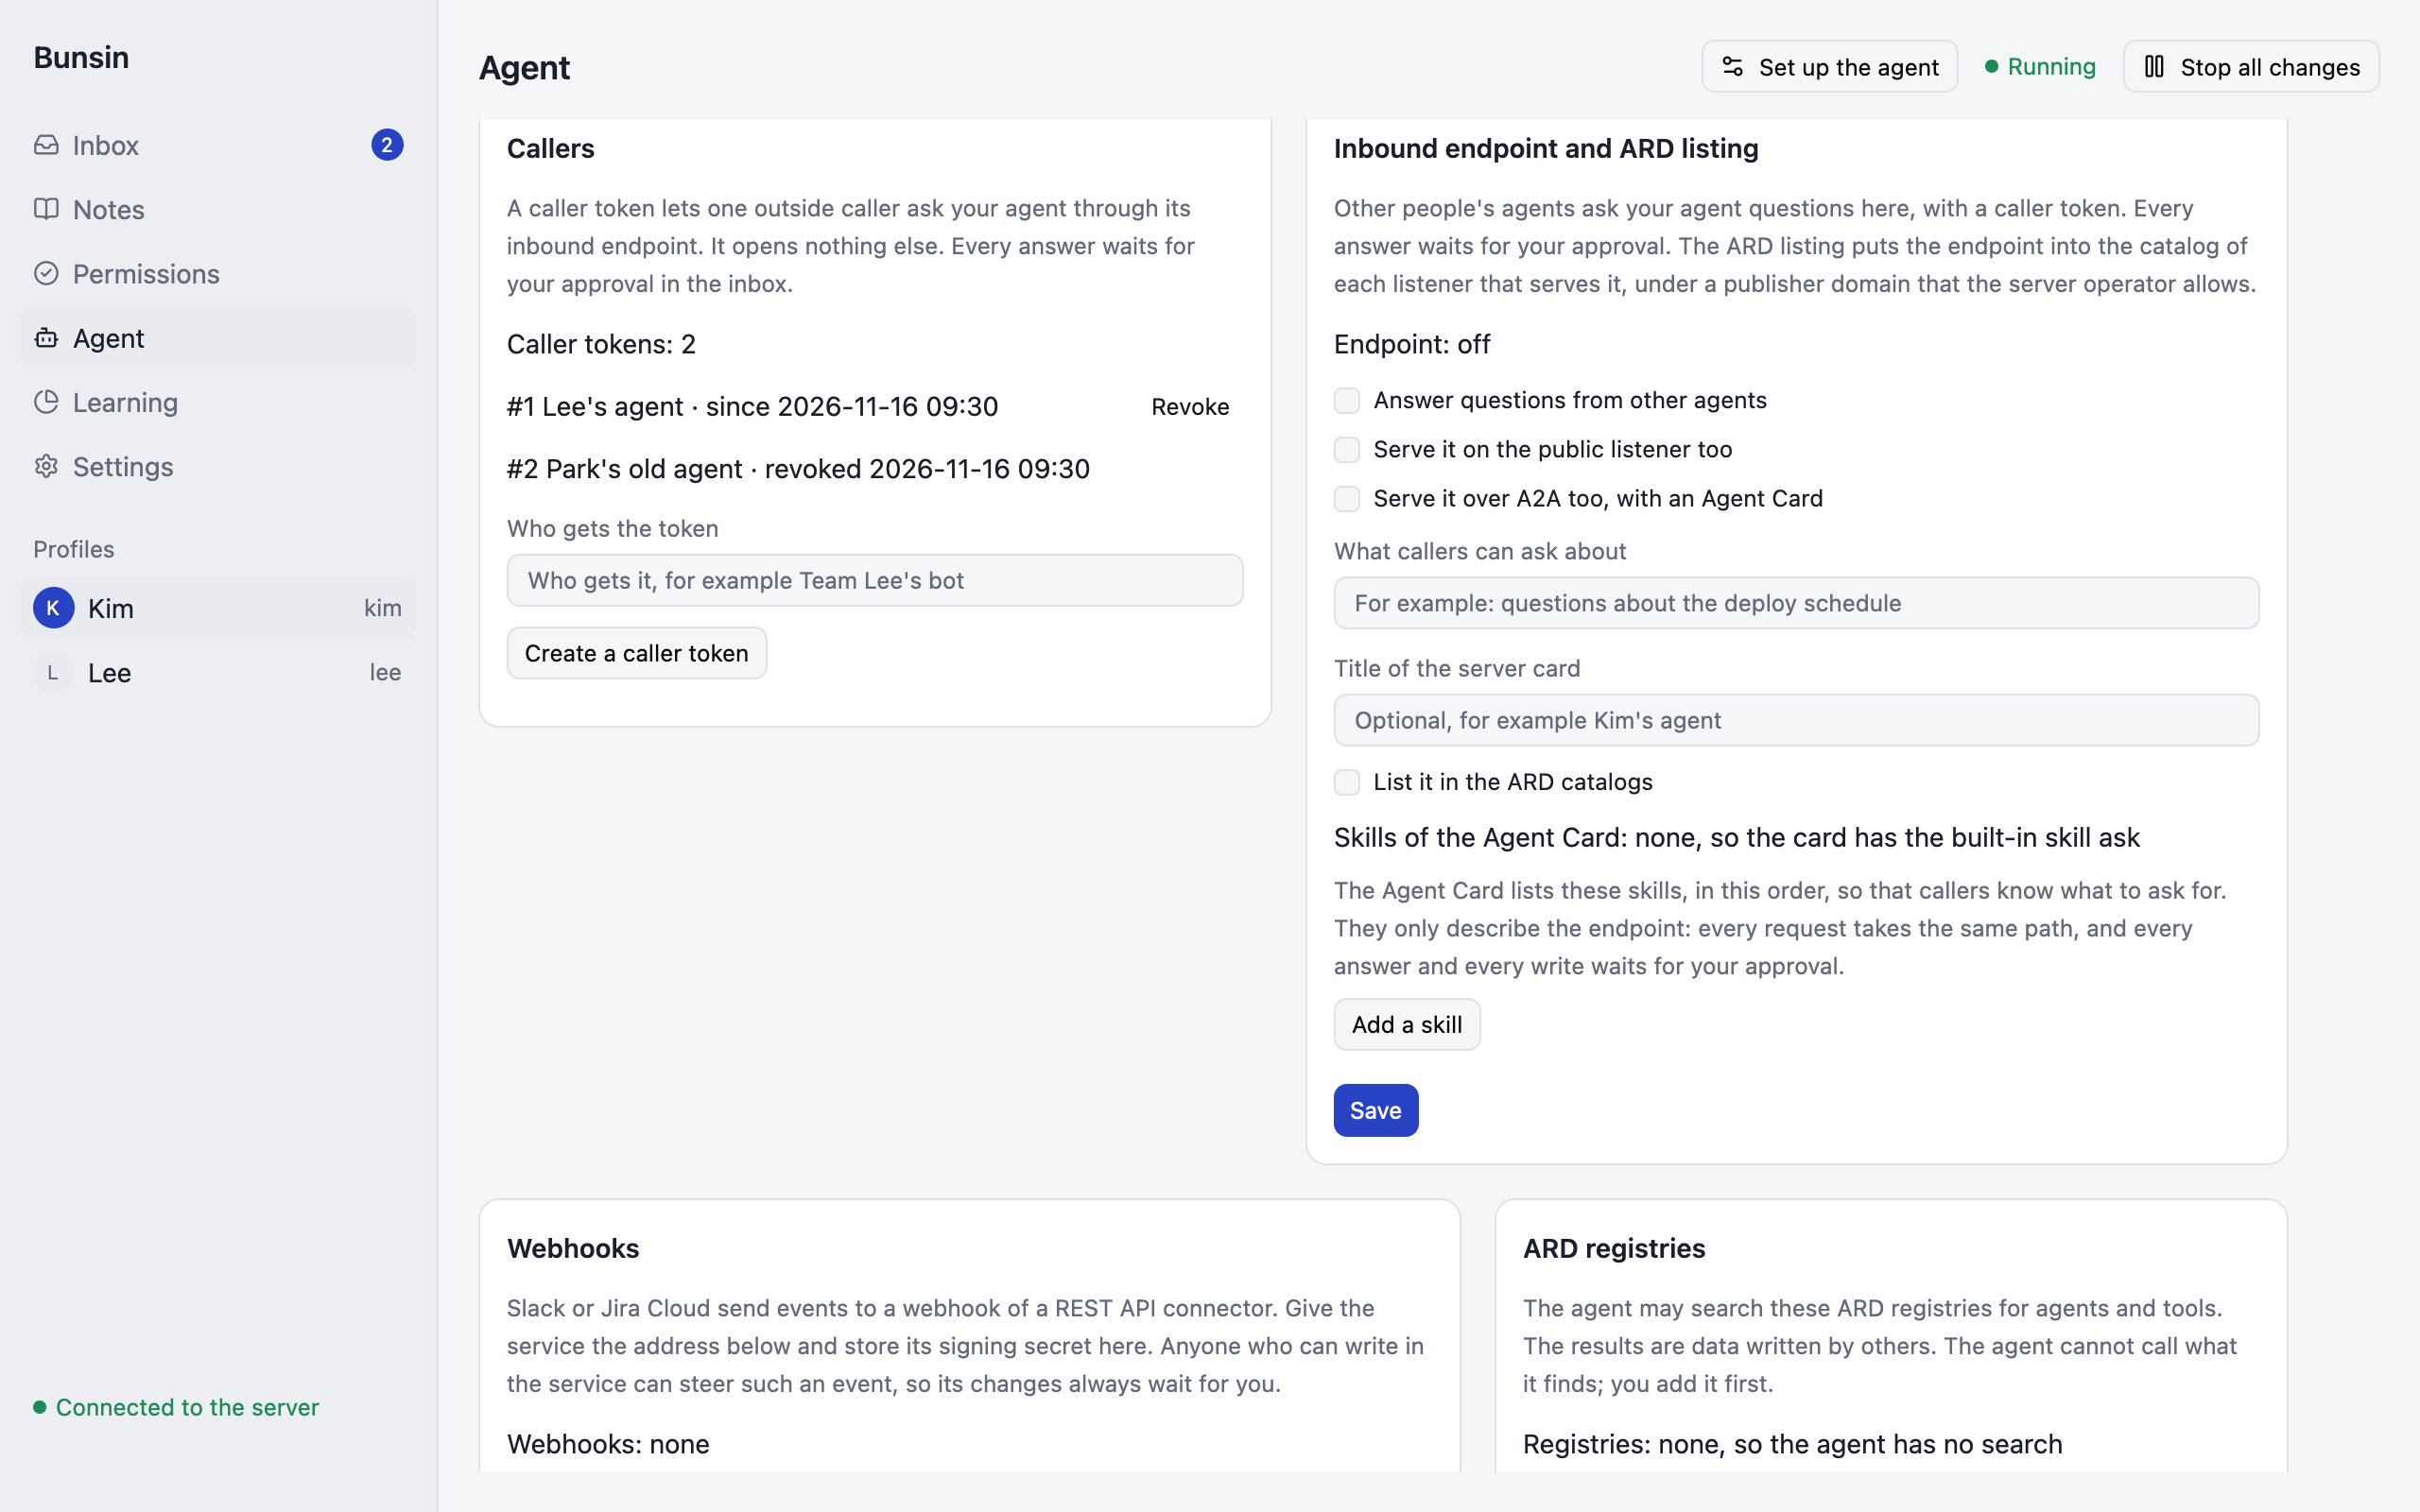 Bunsin
Inbox
2
Notes
Permissions
Agent
Learning
Settings
Profiles
K
Kim
kim
L
Lee
lee
Connected to the server
Agent
Set up the agent
Running
Stop all changes
Callers
A caller token lets one outside caller ask your agent through its
inbound endpoint. It opens nothing else. Every answer waits for
your approval in the inbox.
Caller tokens: 2
#1 Lee's agent · since 2026-11-16 09:30
Revoke
#2 Park's old agent · revoked 2026-11-16 09:30
Who gets the token
Who gets it, for example Team Lee's bot
Create a caller token
Inbound endpoint and ARD listing
Other people's agents ask your agent questions here, with a caller token. Every
answer waits for your approval. The ARD listing puts the endpoint into the catalog of
each listener that serves it, under a publisher domain that the server operator allows.
Endpoint: off
Answer questions from other agents
Serve it on the public listener too
Serve it over A2A too, with an Agent Card
What callers can ask about
For example: questions about the deploy schedule
Title of the server card
Optional, for example Kim's agent
List it in the ARD catalogs
Skills of the Agent Card: none, so the card has the built-in skill ask
The Agent Card lists these skills, in this order, so that callers know what to ask for.
They only describe the endpoint: every request takes the same path, and every
answer and every write waits for your approval.
Add a skill
Save
Webhooks
Slack or Jira Cloud send events to a webhook of a REST API connector. Give the
service the address below and store its signing secret here. Anyone who can write in
the service can steer such an event, so its changes always wait for you.
Webhooks: none
ARD registries
The agent may search these ARD registries for agents and tools.
The results are data written by others. The agent cannot call what
it finds; you add it first.
Registries: none, so the agent has no search